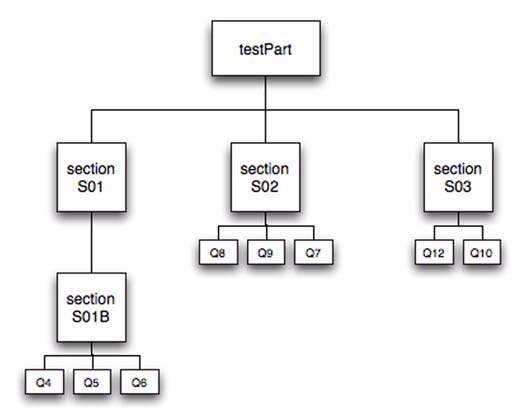 testPart
section
S01
section
S02
section
S03
Q8
Q9
Q7
Q12
Q10
section
S01B
Q4
Q5
Q6